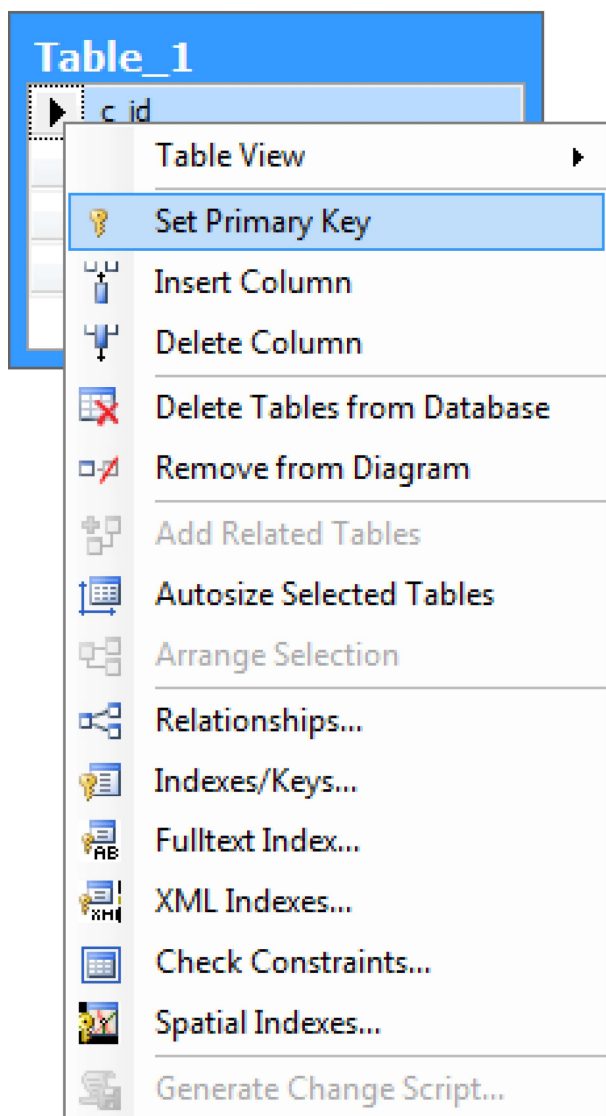 Table_1
c_id
Table View
Set Primary Key
Insert Column
Delete Column
Delete Tables from Database
Remove from Diagram
Add Related Tables
Autosize Selected Tables
Arrange Selection
Relationships...
Indexes/Keys...
Fulltext Index...
XML Indexes...
Check Constraints...
Spatial Indexes...
Generate Change Script...